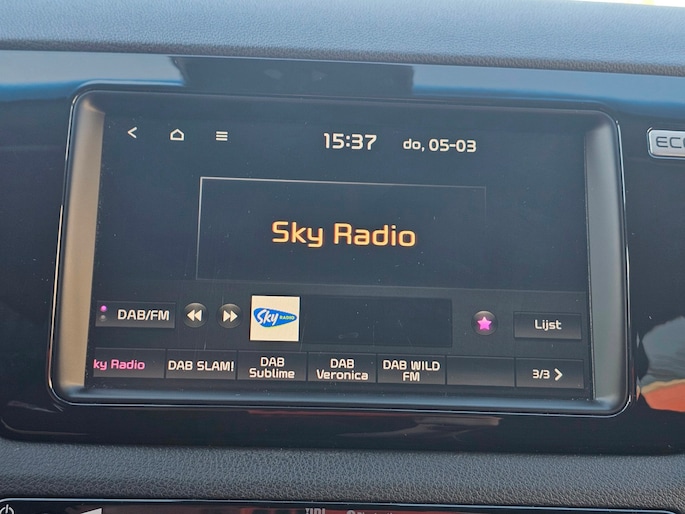 15:37 do, 05-03
ECO
Sky Radio
DAB/FM
Sky RADIO
Lijst
ky Radio
DAB SLAM!
DAB
Sublime
DAB
Veronica
DAB WILD
FM
3/3